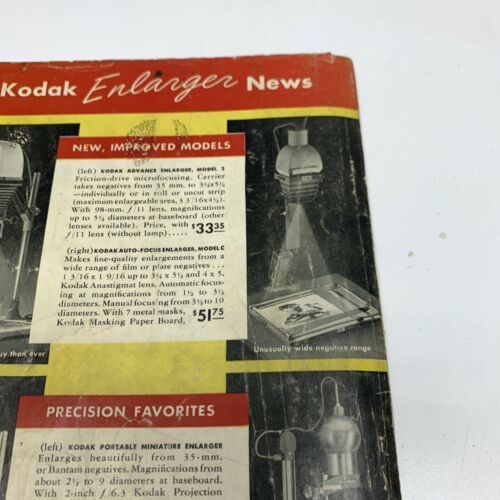 Kodak Enlarger News
NEW, IMPROVED MODELS
(left) KODAK ADVANCE ENLARGER, MODEL 2
Friction-drive microfocusing. Carrier
takes negatives from 35 mm. to 3¼x5½
—individually or in roll or uncut strip
(maximum enlargeable area, 3 3/16x4½).
With 98-mm. f/11 lens, magnifications
up to 5½ diameters at baseboard (other
lenses available). Price, with
f/11 lens (without lamp)..... $33.35
(right) KODAK AUTO-FOCUS ENLARGER, MODEL C
Makes fine-quality enlargements from a
wide range of film or plate negatives . . .
1 3/16 x 1 9/16 up to 3¼ x 5½ and 4 x 5.
Kodak Anastigmat lens. Automatic focus-
ing at magnifications from 1½ to 3½
diameters. Manual focusing from 3½ to 10
diameters. With 7 metal masks,
Kodak Masking Paper Board, $51.75
uy than ever
Unusually wide negative range
PRECISION FAVORITES
(left) KODAK PORTABLE MINIATURE ENLARGER
Enlarges beautifully from 35-mm.
or Bantam negatives. Magnifications from
about 2½ to 9 diameters at baseboard.
With 2-inch f/6.3 Kodak Projection